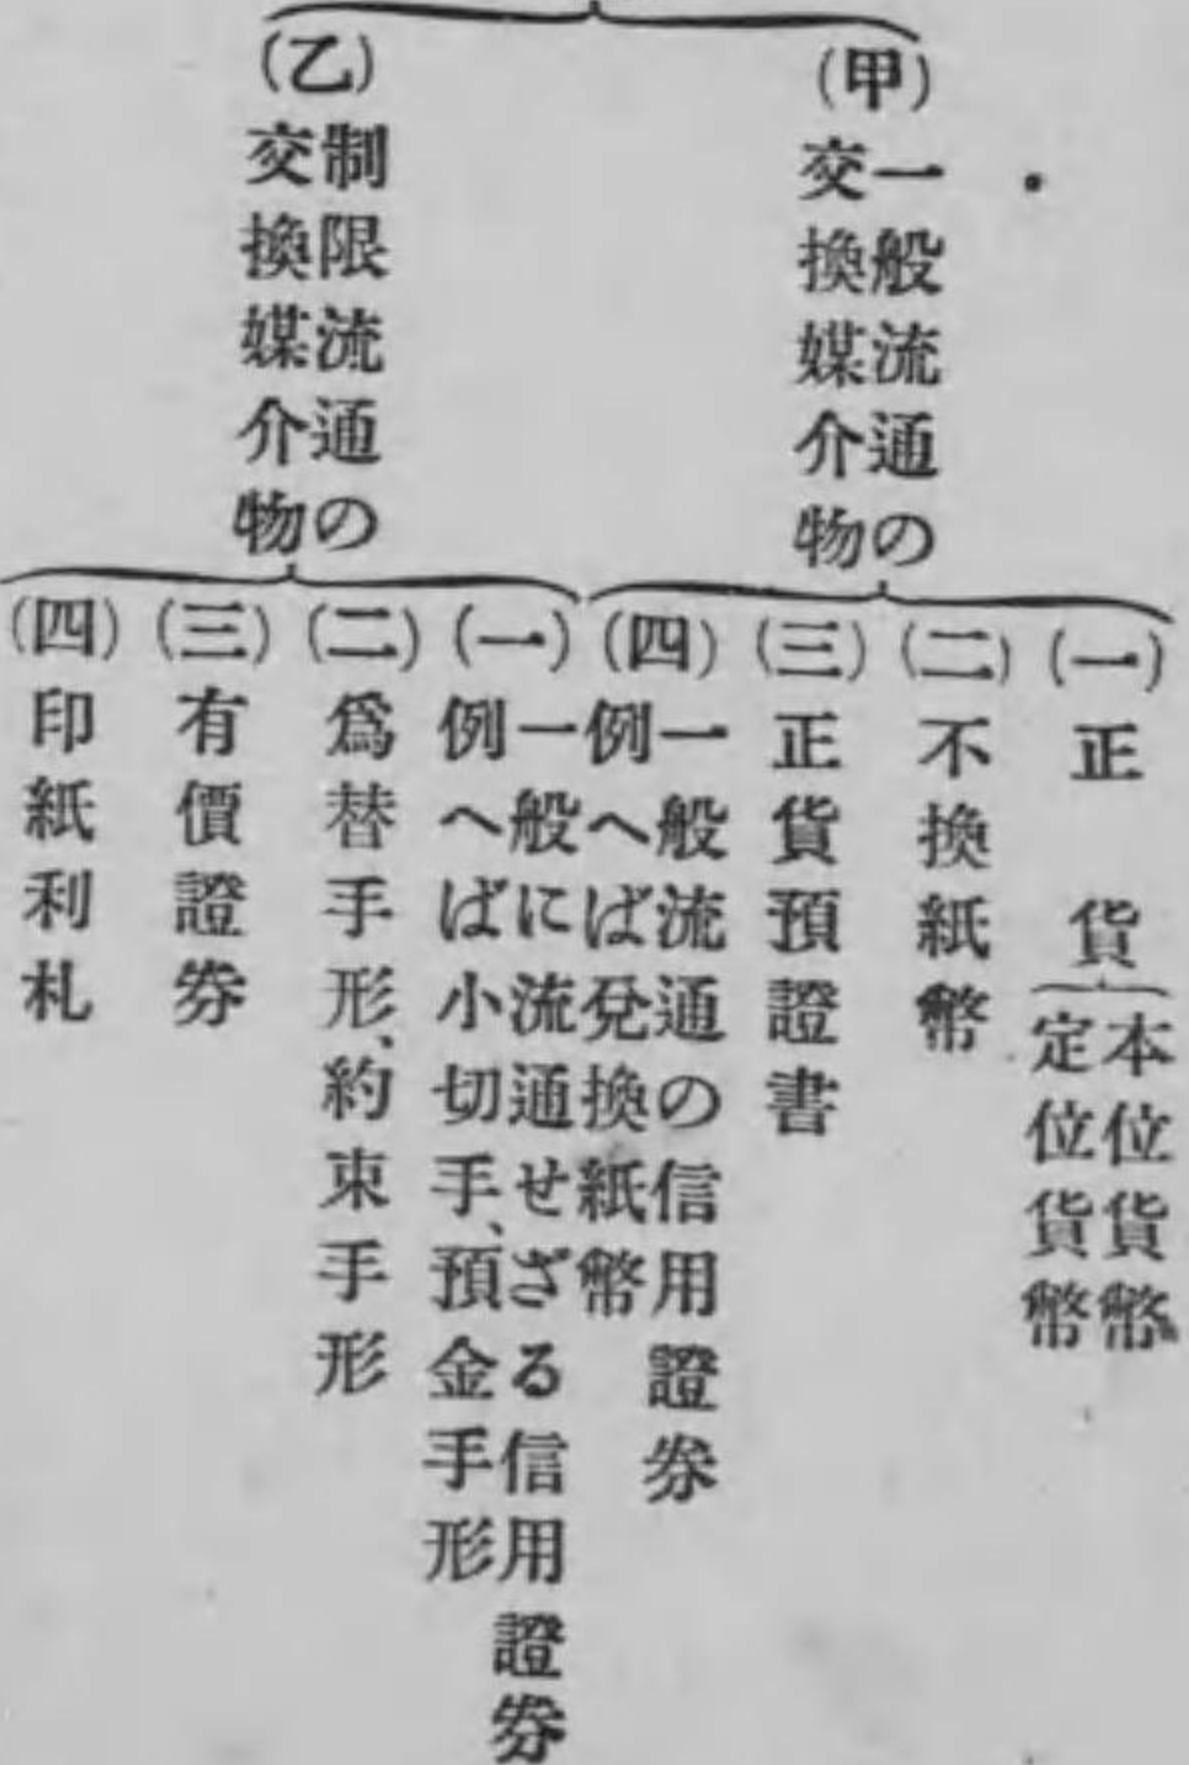 (甲)
一般流通の
交換媒介物
(一)正貨
本位貨幣
定位貨幣
(二)不換紙幣
(三)正貨預證書
(四)
一般流通の信用證券
例へば兌換紙幣
(乙)
制限流通の
交換媒介物
(一)
一般に流通せざる信用證券
例へば小切手、預金手形
(二)爲替手形、約束手形
(三)有價證券
(四)印紙利札